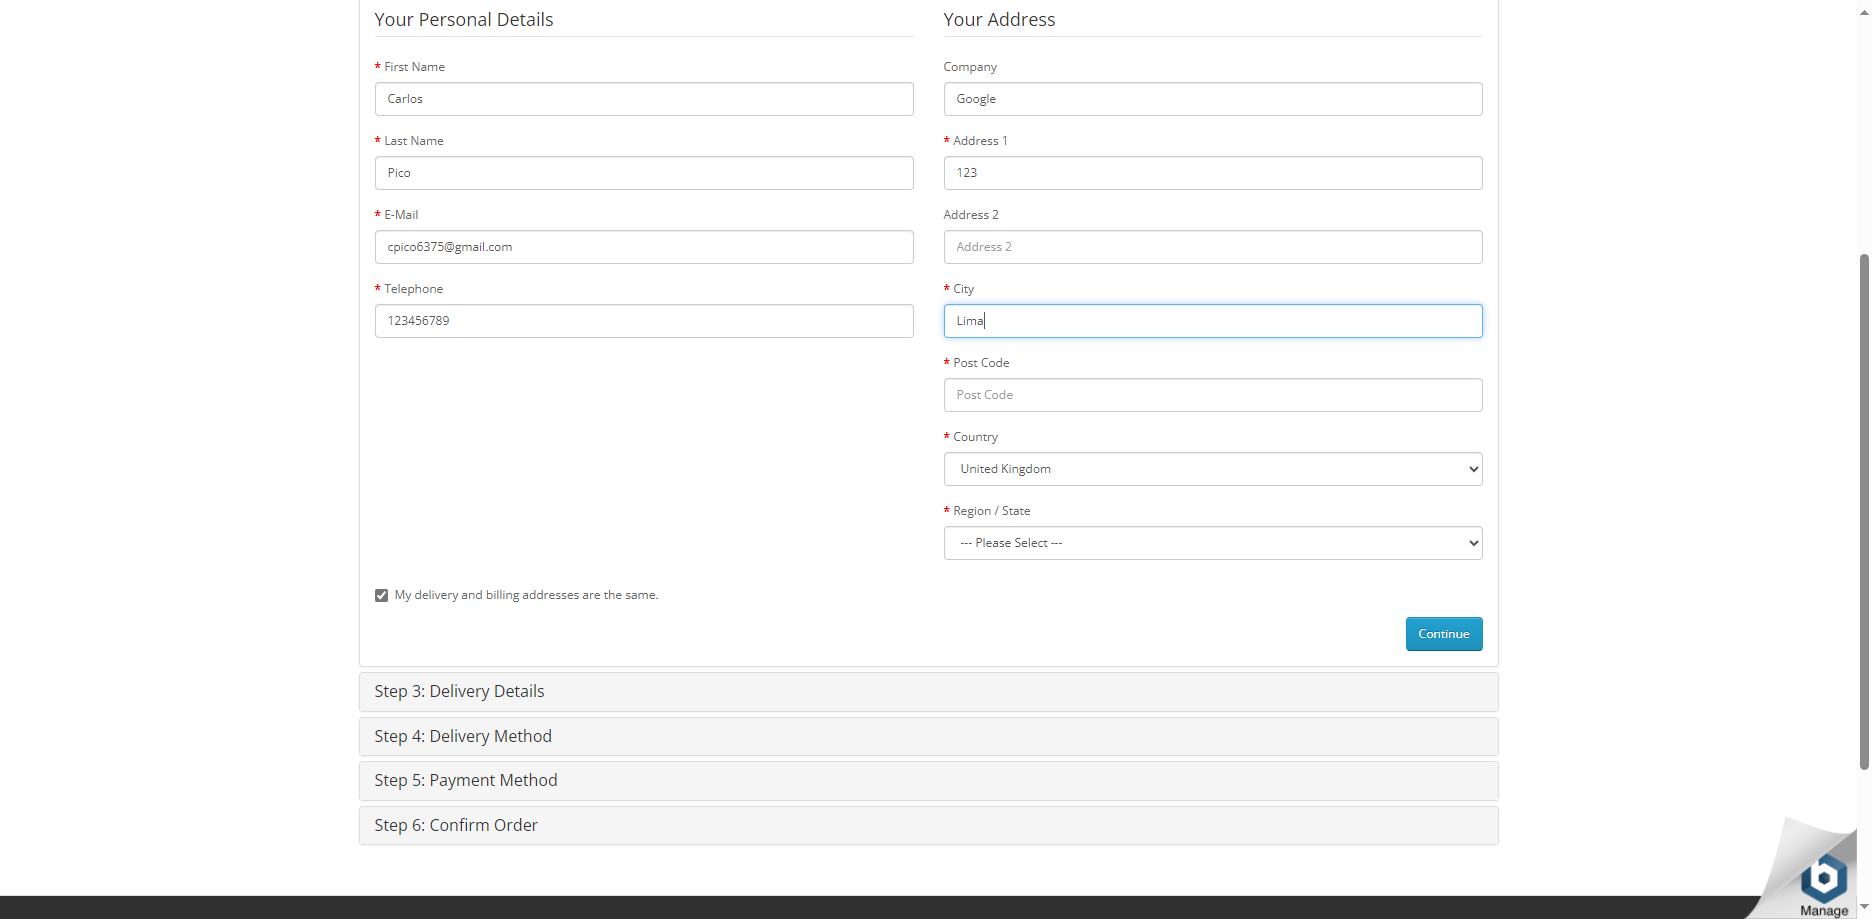 Your Personal Details
* First Name
Carlos
* Last Name
Pico
* E-Mail
cpico6375@gmail.com
* Telephone
123456789
Your Address
Company
Google
* Address 1
123
Address 2
Address 2
* City
Lima
* Post Code
Post Code
* Country
United Kingdom
* Region / State
--- Please Select ---
My delivery and billing addresses are the same.
Continue
Step 3: Delivery Details
Step 4: Delivery Method
Step 5: Payment Method
Step 6: Confirm Order
b
Manage